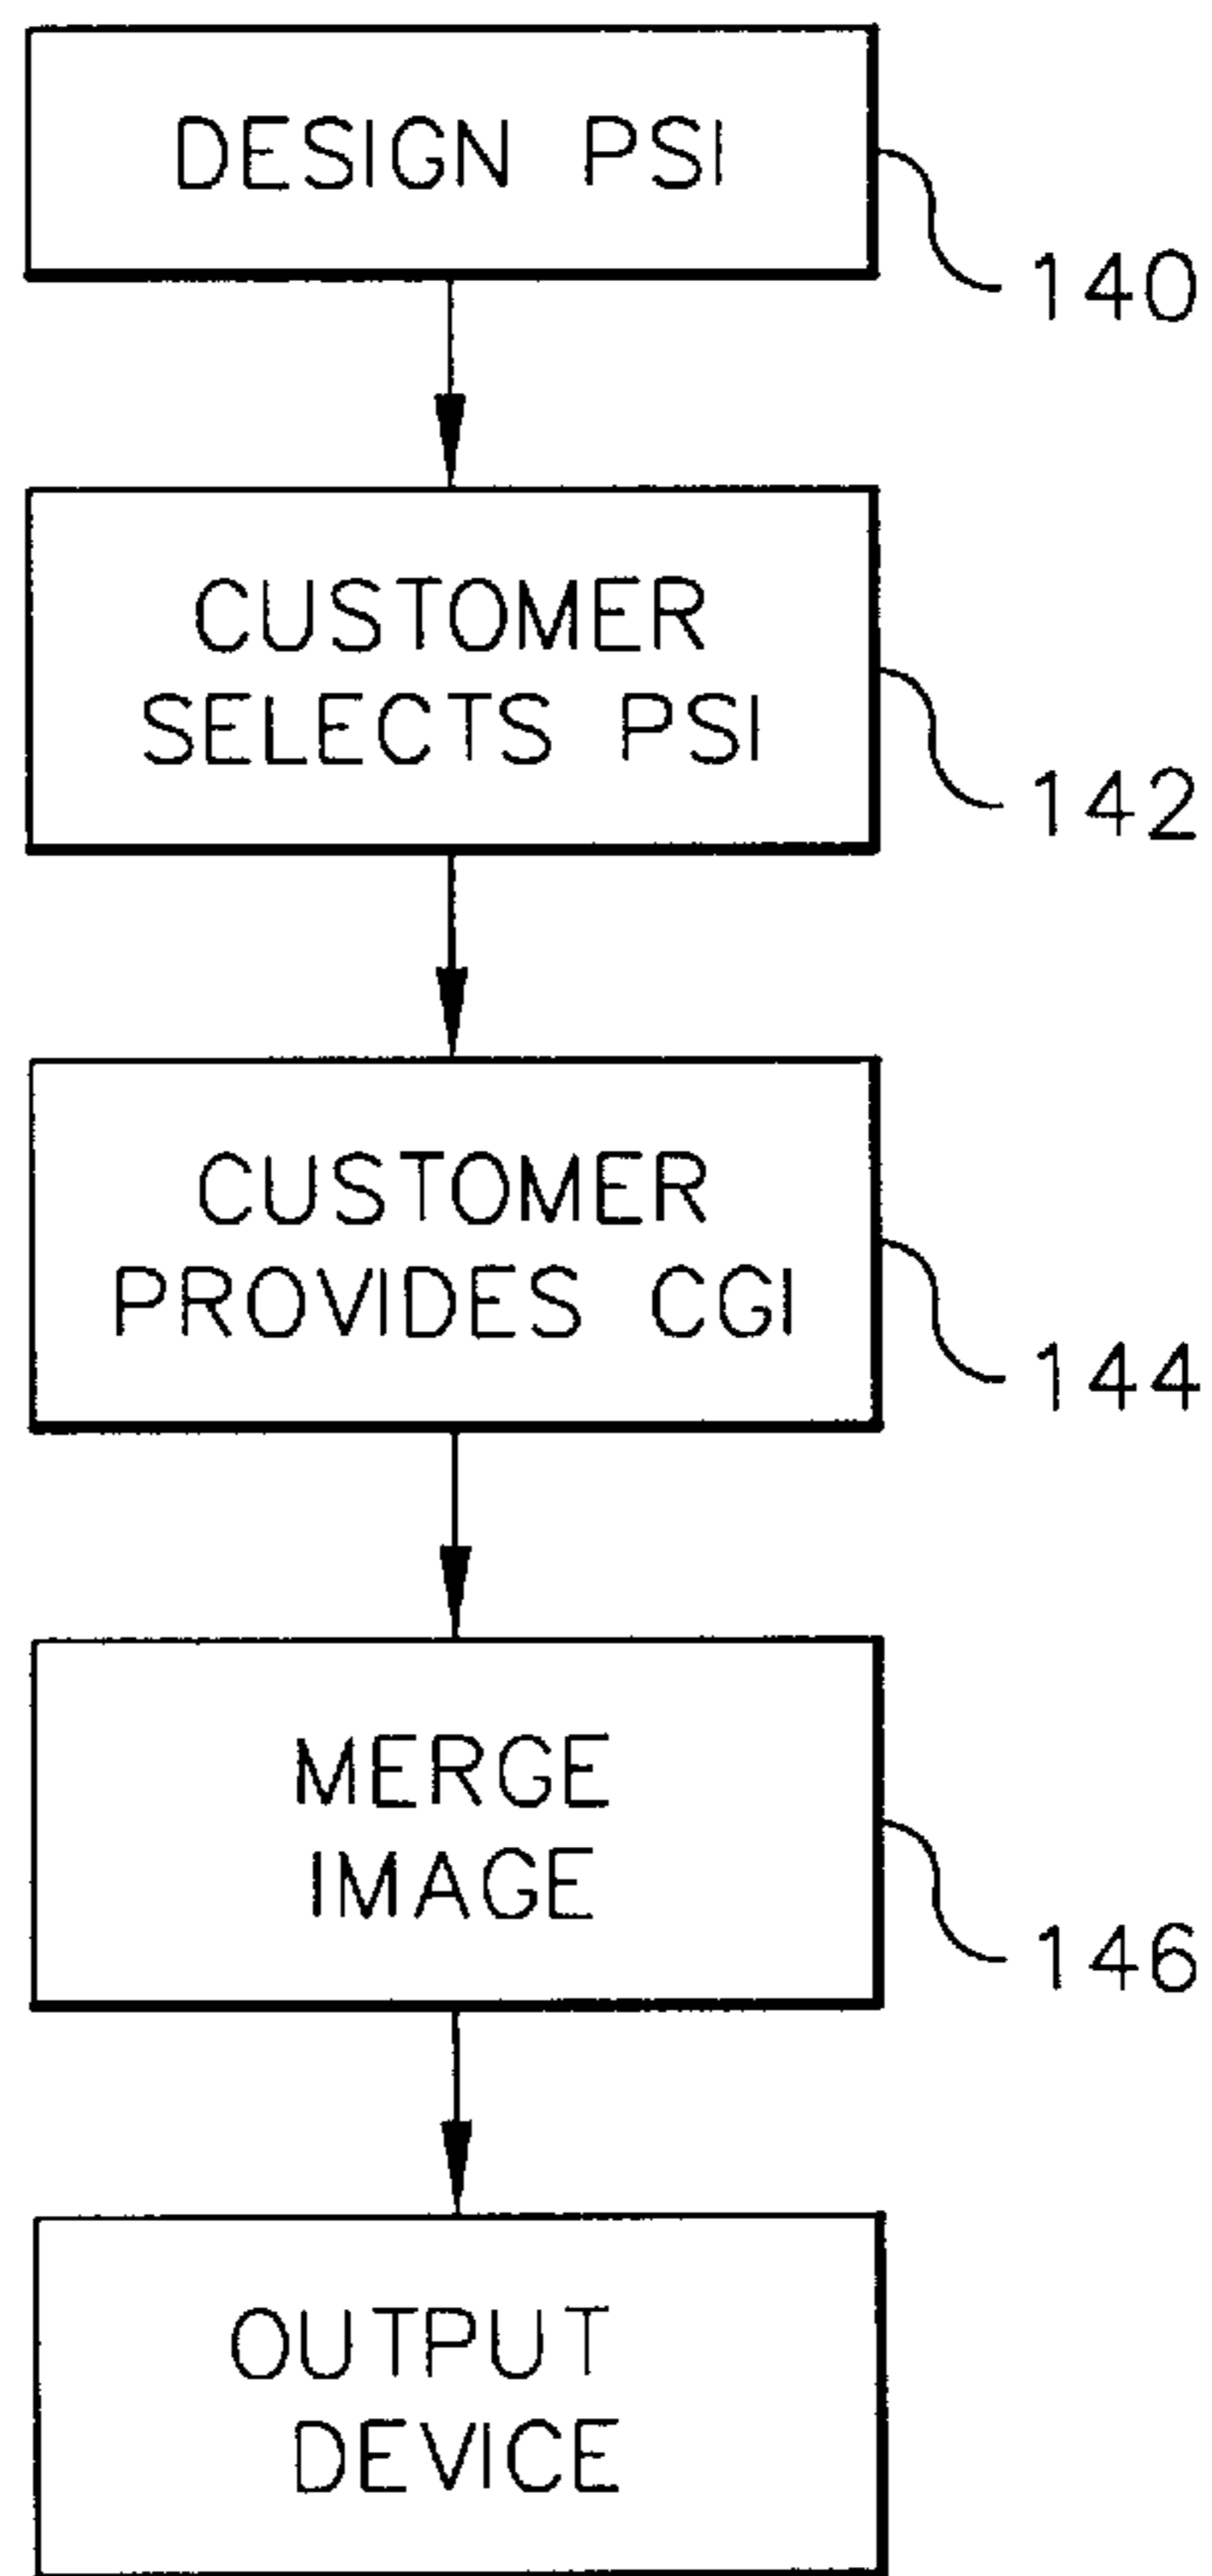 DESIGN PSI
140
CUSTOMER
SELECTS PSI
142
CUSTOMER
PROVIDES CGI
144
MERGE
IMAGE
146
OUTPUT
DEVICE